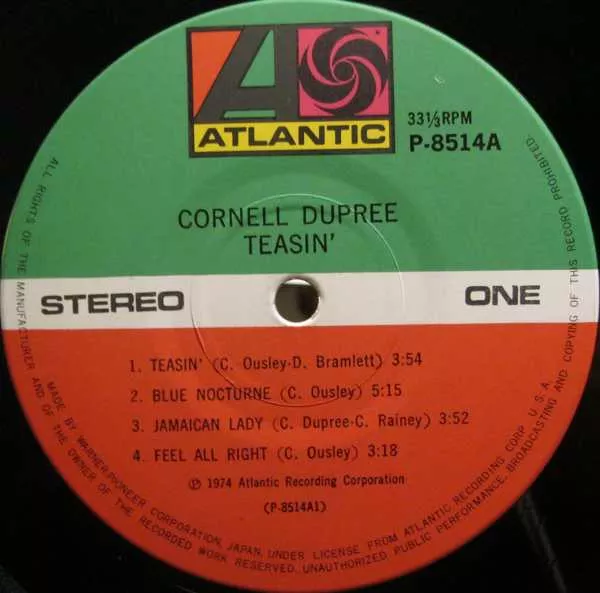 ATLANTIC
33⅓RPM
P-8514A
CORNELL DUPREE
TEASIN'
STEREO
ONE
1. TEASIN' (C. Ousley-D. Bramlett) 3:54
2. BLUE NOCTURNE (C. Ousley) 5:15
3. JAMAICAN LADY (C. Dupree-C. Rainey) 3:52
4. FEEL ALL RIGHT (C. Ousley) 3:18
℗ 1974 Atlantic Recording Corporation
(P-8514A1)
ALL RIGHTS OF THE MANUFACTURER AND OF THE OWNER OF THE RECORDED WORK RESERVED. UNAUTHORIZED PUBLIC PERFORMANCE, BROADCASTING AND COPYING OF THIS RECORD PROHIBITED.
MADE BY WARNER-PIONEER CORPORATION, JAPAN, UNDER LICENSE FROM ATLANTIC RECORDING CORP. U.S.A.